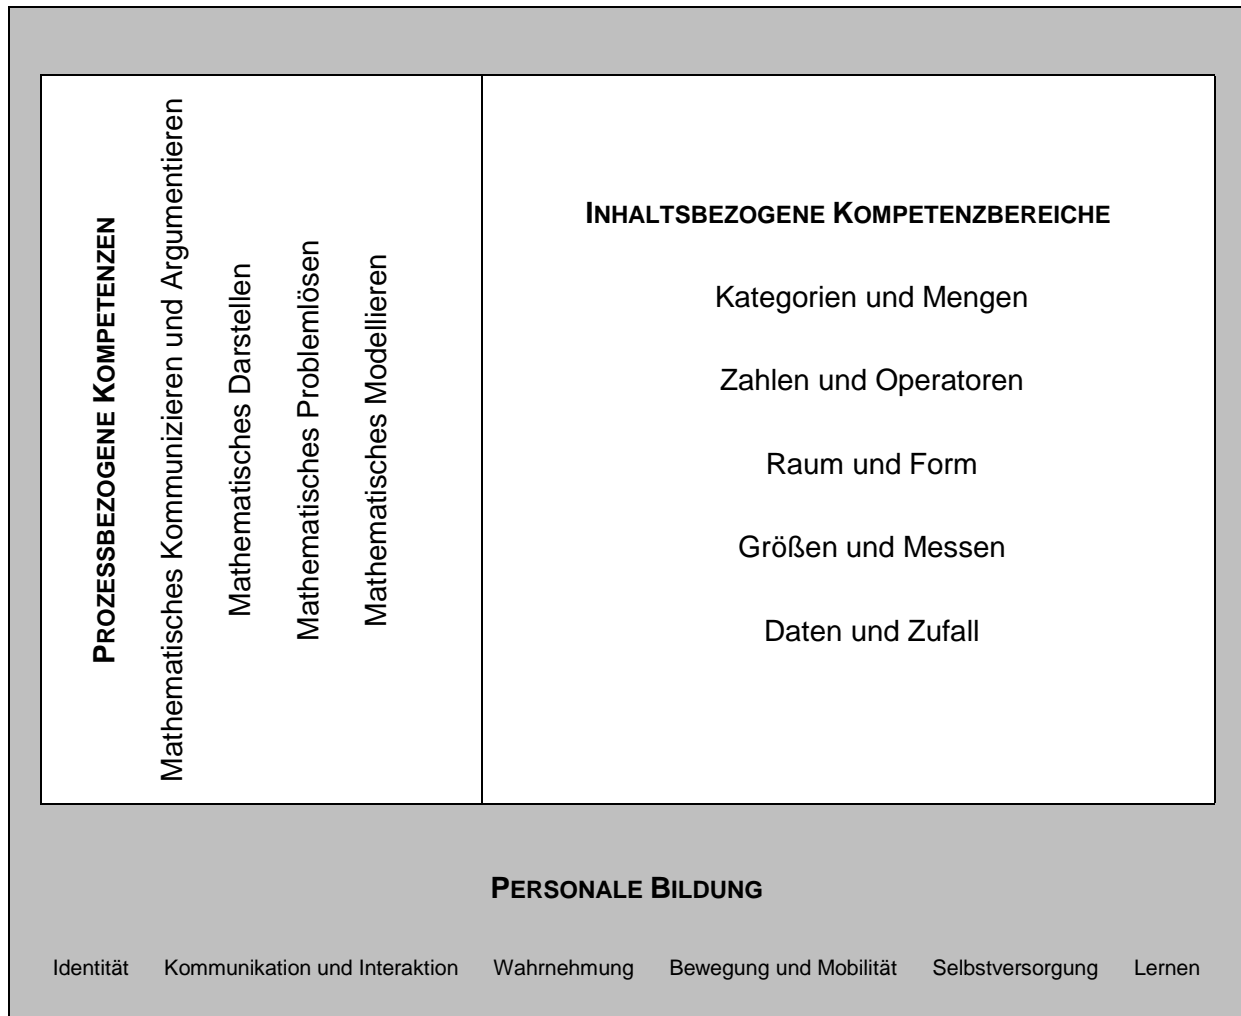 PROZESSBEZOGENE KOMPETENZEN
Mathematisches Kommunizieren und Argumentieren
Mathematisches Darstellen
Mathematisches Problemlösen
Mathematisches Modellieren
INHALTSBEZOGENE KOMPETENZBEREICHE
Kategorien und Mengen
Zahlen und Operatoren
Raum und Form
Größen und Messen
Daten und Zufall
PERSONALE BILDUNG
Identität Kommunikation und Interaktion Wahrnehmung Bewegung und Mobilität Selbstversorgung Lernen